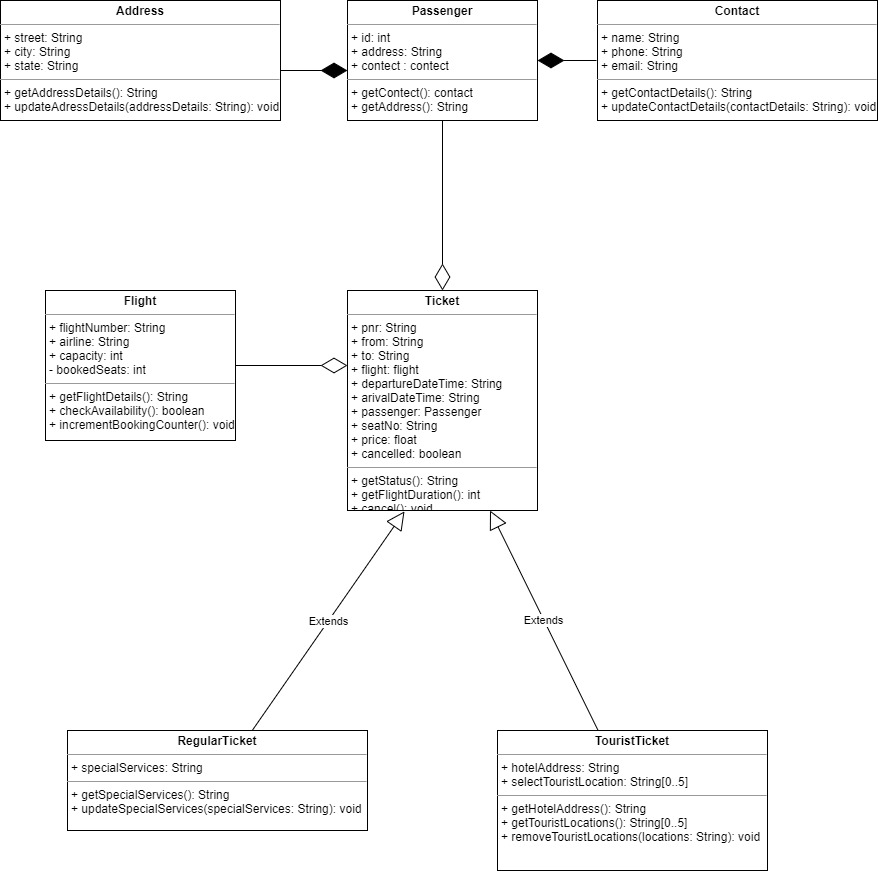 Address
+ street: String
+ city: String
+ state: String
+ getAddressDetails(): String
+ updateAdressDetails(addressDetails: String): void
Passenger
+ id: int
+ address: String
+ contect : contect
+ getContect(): contact
+ getAddress(): String
Contact
+ name: String
+ phone: String
+ email: String
+ getContactDetails(): String
+ updateContactDetails(contactDetails: String): void
Flight
+ flightNumber: String
+ airline: String
+ capacity: int
- bookedSeats: int
+ getFlightDetails(): String
+ checkAvailability(): boolean
+ incrementBookingCounter(): void
Ticket
+ pnr: String
+ from: String
+ to: String
+ flight: flight
+ departureDateTime: String
+ arivalDateTime: String
+ passenger: Passenger
+ seatNo: String
+ price: float
+ cancelled: boolean
+ getStatus(): String
+ getFlightDuration(): int
+ cancel(): void
Extends
Extends
RegularTicket
+ specialServices: String
+ getSpecialServices(): String
+ updateSpecialServices(specialServices: String): void
TouristTicket
+ hotelAddress: String
+ selectTouristLocation: String[0..5]
+ getHotelAddress(): String
+ getTouristLocations(): String[0..5]
+ removeTouristLocations(locations: String): void